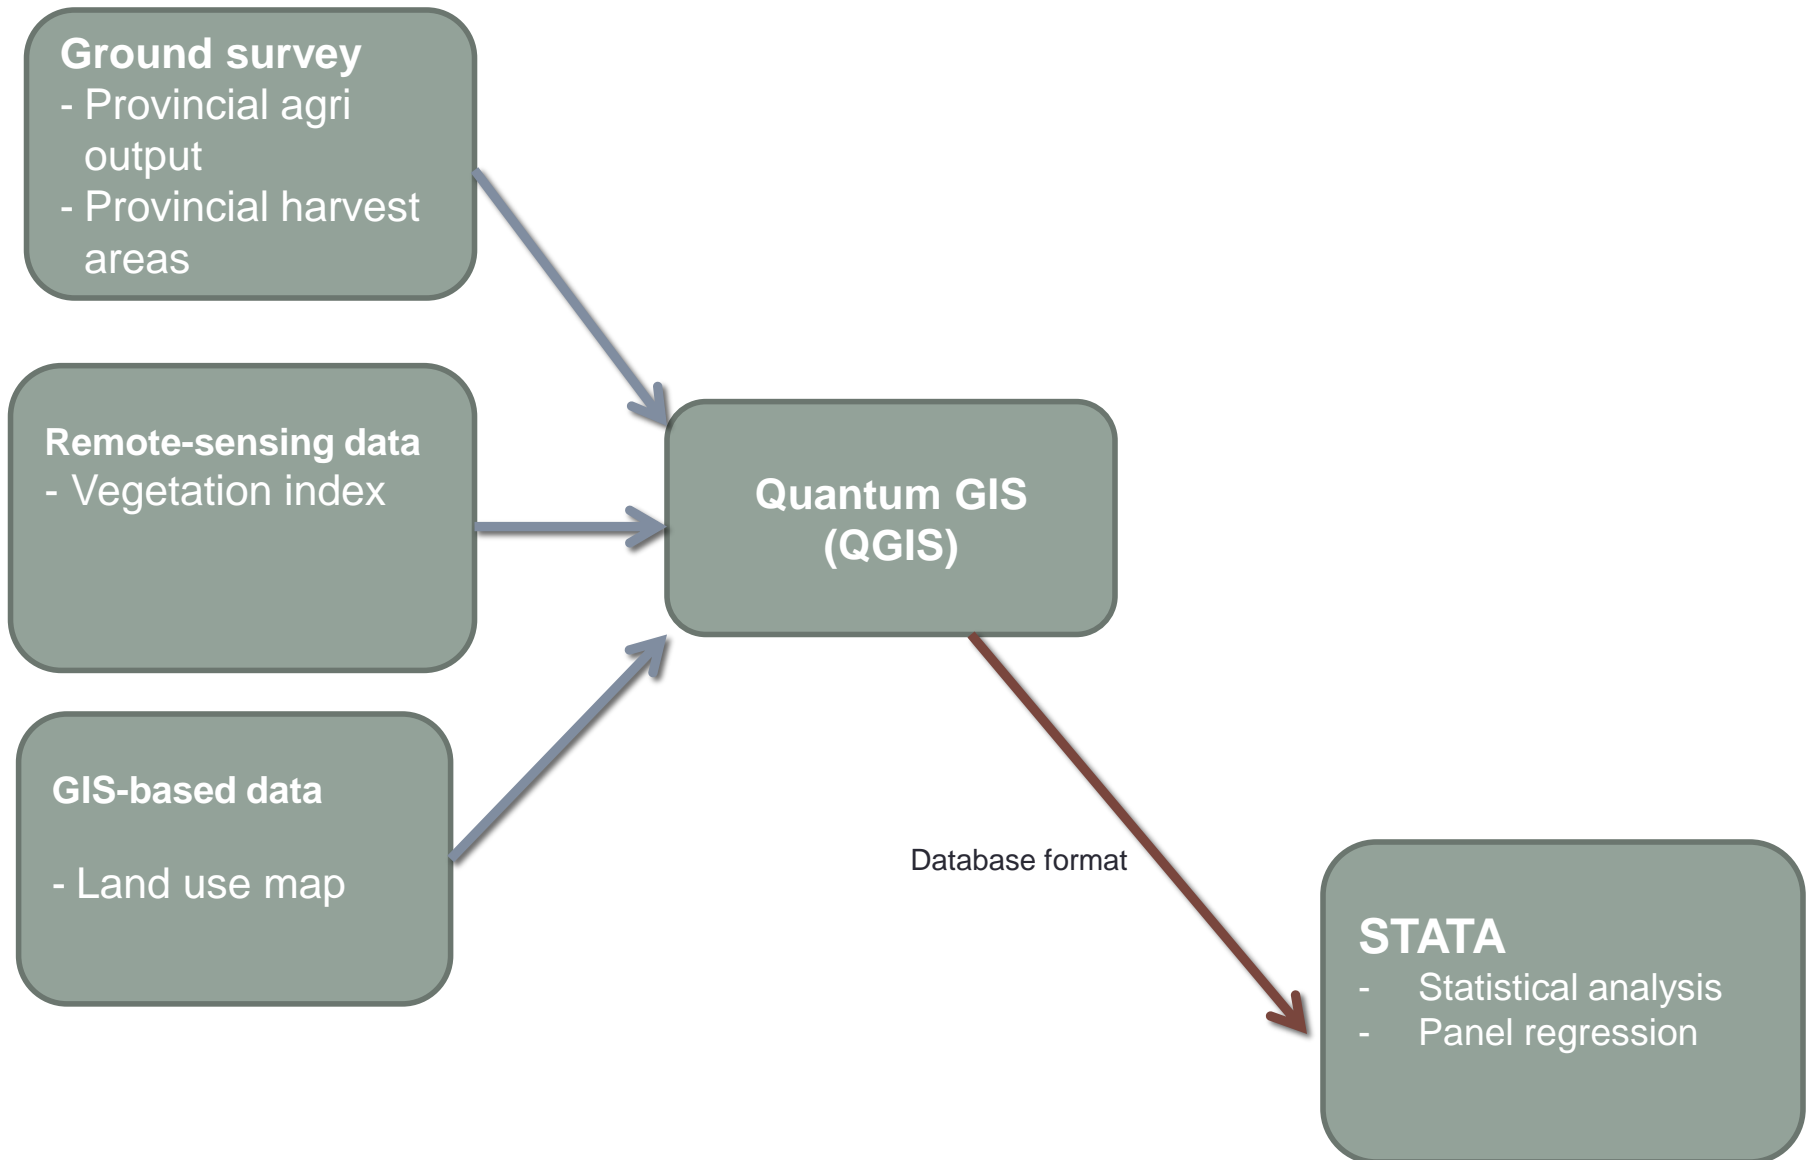 Ground survey
- Provincial agri
output
- Provincial harvest
areas
Remote-sensing data
- Vegetation index
GIS-based data
- Land use map
Quantum GIS
(QGIS)
Database format
STATA
- Statistical analysis
- Panel regression